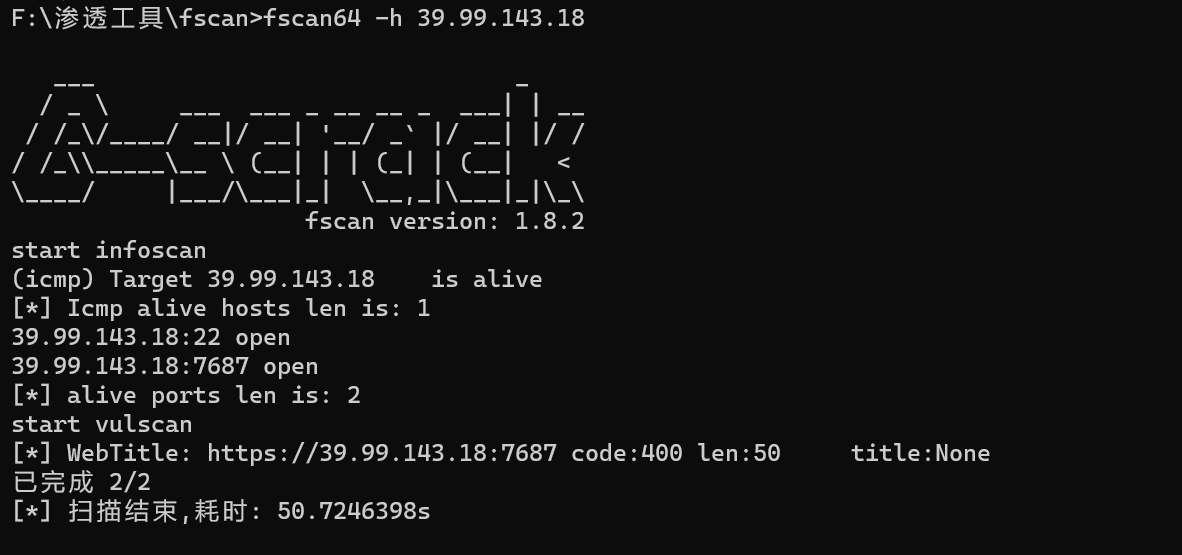 F:\渗透工具\fscan>fscan64 -h 39.99.143.18
   ___                              _
  / _ \     ___  ___ _ __ __ _  ___| | __
 / /_\/____/ __|/ __| '__/ _` |/ __| |/ /
/ /_\\_____\__ \ (__| | | (_| | (__|   <
\____/     |___/\___|_|  \__,_|\___|_|\_\
                     fscan version: 1.8.2
start infoscan
(icmp) Target 39.99.143.18    is alive
[*] Icmp alive hosts len is: 1
39.99.143.18:22 open
39.99.143.18:7687 open
[*] alive ports len is: 2
start vulscan
[*] WebTitle: https://39.99.143.18:7687 code:400 len:50     title:None
已完成 2/2
[*] 扫描结束,耗时: 50.7246398s